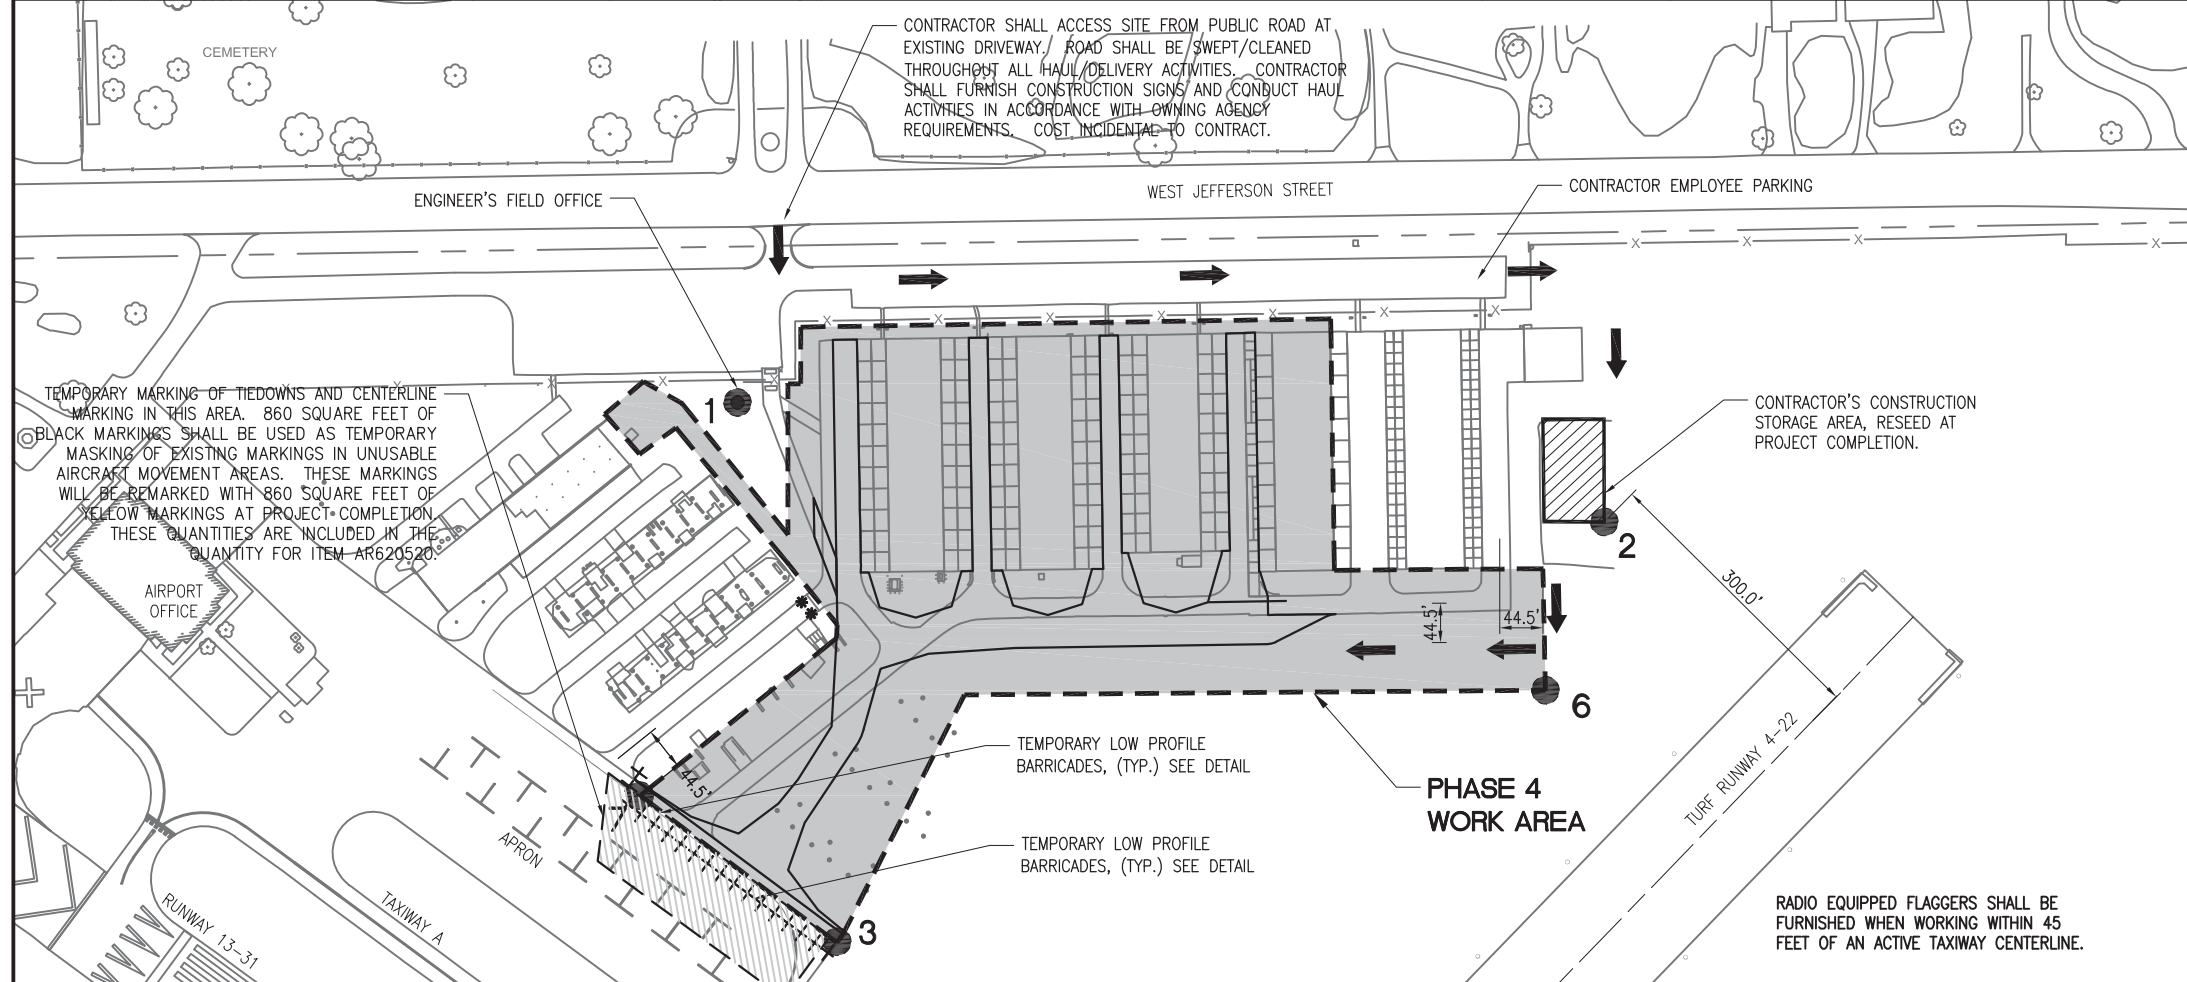 CEMETERY
CONTRACTOR SHALL ACCESS SITE FROM PUBLIC ROAD AT
EXISTING DRIVEWAY. ROAD SHALL BE SWEPT/CLEANED
THROUGHOUT ALL HAUL/DELIVERY ACTIVITIES. CONTRACTOR
SHALL FURNISH CONSTRUCTION SIGNS AND CONDUCT HAUL
ACTIVITIES IN ACCORDANCE WITH OWNING AGENCY
REQUIREMENTS. COST INCIDENTAL TO CONTRACT.
ENGINEER'S FIELD OFFICE
WEST JEFFERSON STREET
CONTRACTOR EMPLOYEE PARKING
TEMPORARY MARKING OF TIEDOWNS AND CENTERLINE
MARKING IN THIS AREA. 860 SQUARE FEET OF
BLACK MARKINGS SHALL BE USED AS TEMPORARY
MASKING OF EXISTING MARKINGS IN UNUSABLE
AIRCRAFT MOVEMENT AREAS. THESE MARKINGS
WILL BE REMARKED WITH 860 SQUARE FEET OF
YELLOW MARKINGS AT PROJECT COMPLETION.
THESE QUANTITIES ARE INCLUDED IN THE
QUANTITY FOR ITEM AR620520.
1
CONTRACTOR'S CONSTRUCTION
STORAGE AREA, RESEED AT
PROJECT COMPLETION.
2
300.0'
AIRPORT
OFFICE
44.5'
44.5'
6
TURF RUNWAY 4-22
TEMPORARY LOW PROFILE
BARRICADES, (TYP.) SEE DETAIL
44.5'
PHASE 4
WORK AREA
TEMPORARY LOW PROFILE
BARRICADES, (TYP.) SEE DETAIL
APRON
TAXIWAY A
RUNWAY 13-31
3
RADIO EQUIPPED FLAGGERS SHALL BE
FURNISHED WHEN WORKING WITHIN 45
FEET OF AN ACTIVE TAXIWAY CENTERLINE.